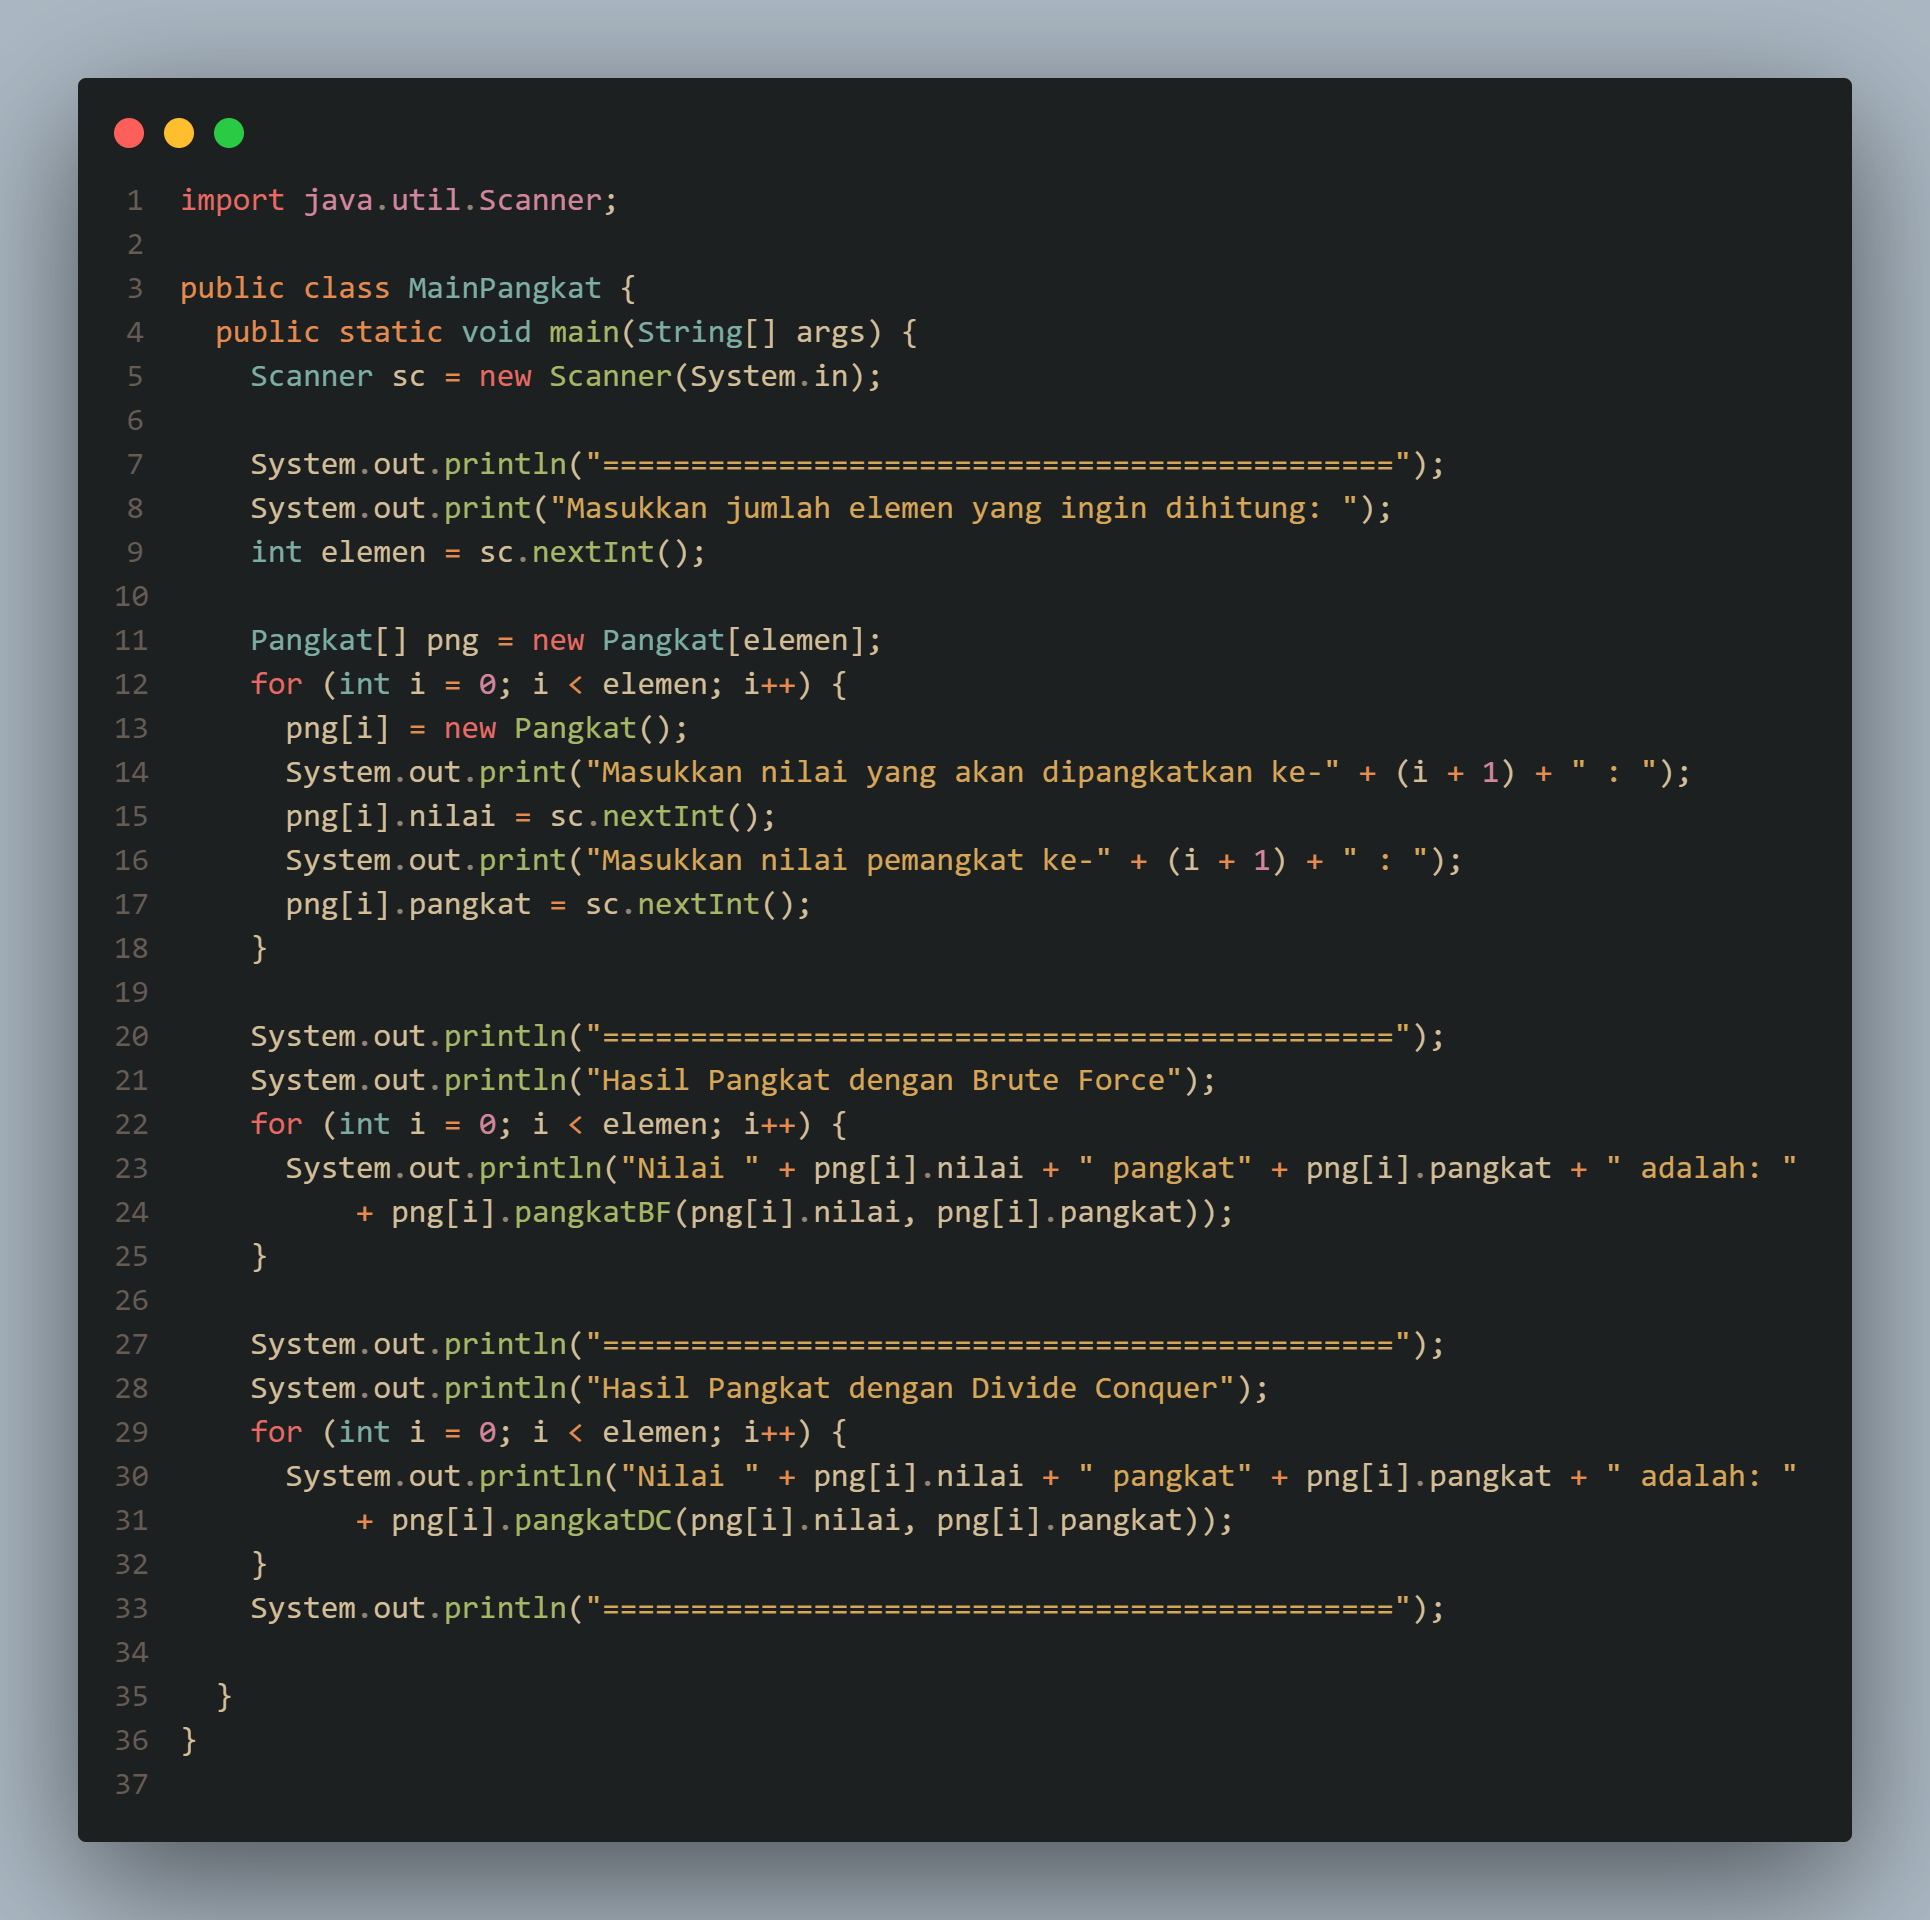 1 import java.util.Scanner;
2
3 public class MainPangkat {
4   public static void main(String[] args) {
5     Scanner sc = new Scanner(System.in);
6
7     System.out.println("=============================================");
8     System.out.print("Masukkan jumlah elemen yang ingin dihitung: ");
9     int elemen = sc.nextInt();
10
11     Pangkat[] png = new Pangkat[elemen];
12     for (int i = 0; i < elemen; i++) {
13       png[i] = new Pangkat();
14       System.out.print("Masukkan nilai yang akan dipangkatkan ke-" + (i + 1) + " : ");
15       png[i].nilai = sc.nextInt();
16       System.out.print("Masukkan nilai pemangkat ke-" + (i + 1) + " : ");
17       png[i].pangkat = sc.nextInt();
18     }
19
20     System.out.println("=============================================");
21     System.out.println("Hasil Pangkat dengan Brute Force");
22     for (int i = 0; i < elemen; i++) {
23       System.out.println("Nilai " + png[i].nilai + " pangkat" + png[i].pangkat + " adalah: "
24           + png[i].pangkatBF(png[i].nilai, png[i].pangkat));
25     }
26
27     System.out.println("=============================================");
28     System.out.println("Hasil Pangkat dengan Divide Conquer");
29     for (int i = 0; i < elemen; i++) {
30       System.out.println("Nilai " + png[i].nilai + " pangkat" + png[i].pangkat + " adalah: "
31           + png[i].pangkatDC(png[i].nilai, png[i].pangkat));
32     }
33     System.out.println("=============================================");
34
35   }
36 }
37